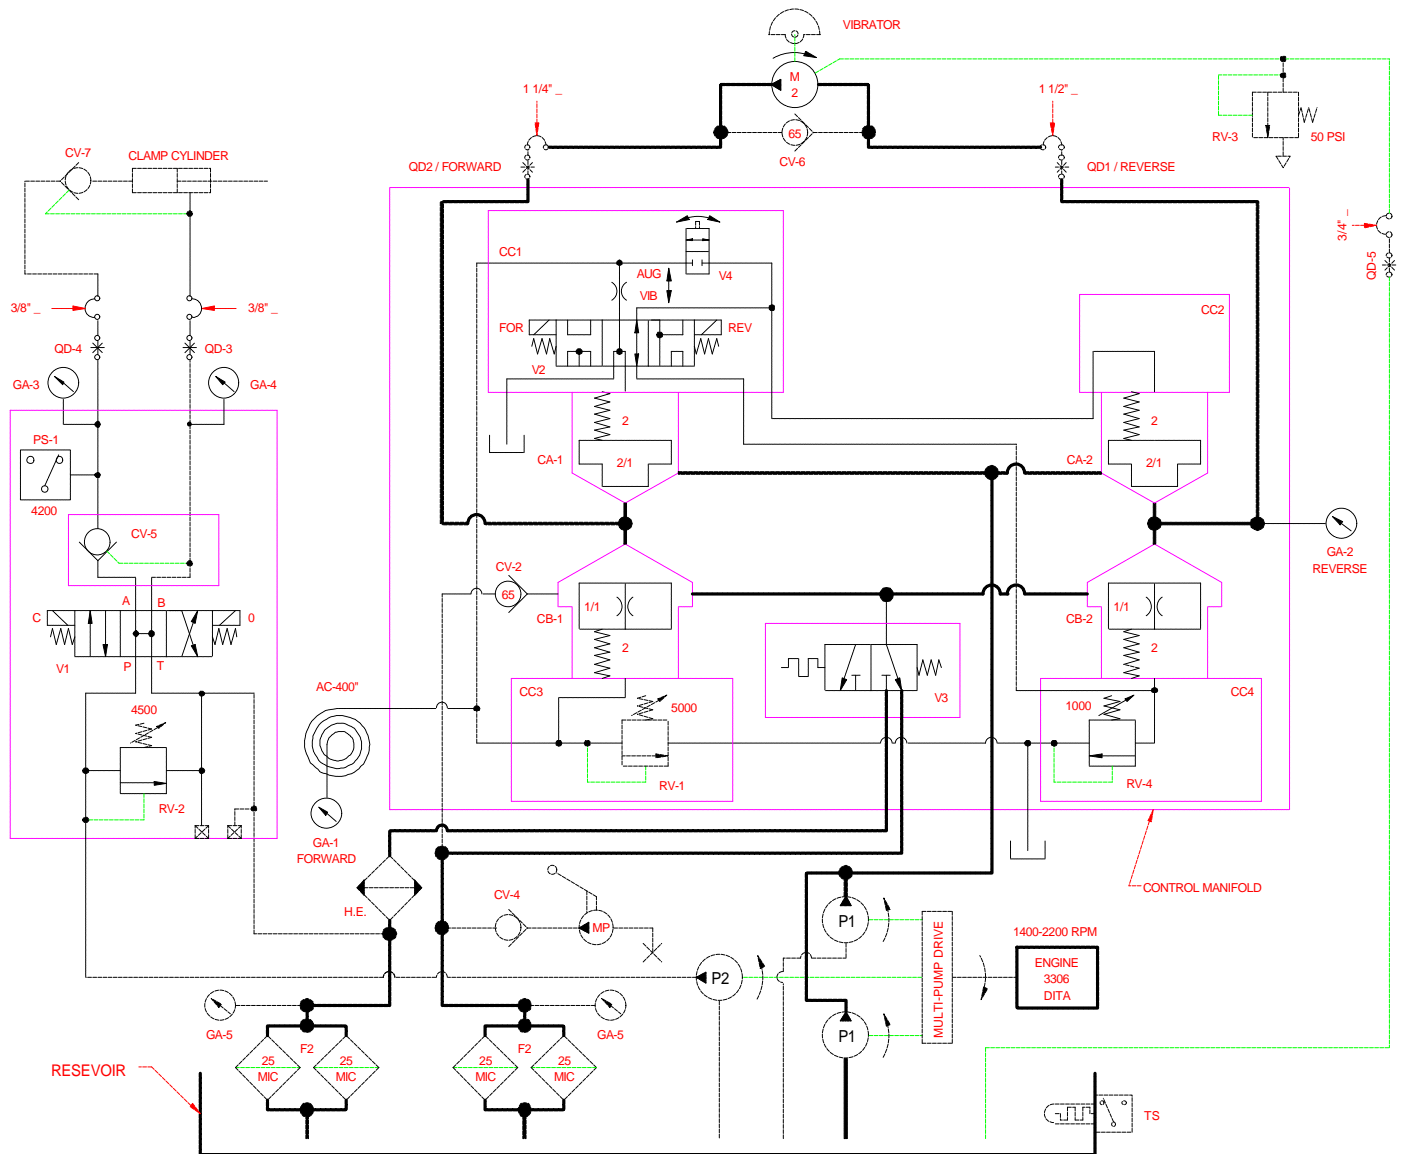 VIBRATOR
M
2
1 1/4" _
1 1/2" _
65
CV-6
RV-3
50 PSI
CV-7
CLAMP CYLINDER
QD2 / FORWARD
QD1 / REVERSE
3/4" _
QD-5
CC1
AUG
V4
VIB
FOR
REV
V2
CC2
3/8" _
3/8" _
QD-4
QD-3
GA-3
GA-4
PS-1
4200
CV-5
2
2/1
CA-1
2
2/1
CA-2
GA-2
REVERSE
CV-2
65
1/1
CB-1
2
1/1
CB-2
2
A
B
C
0
V1
P
T
4500
RV-2
AC-400"
GA-1
FORWARD
CC3
5000
RV-1
V3
CC4
1000
RV-4
CONTROL MANIFOLD
H.E.
CV-4
MP
P1
P2
P1
MULTI-PUMP DRIVE
1400-2200 RPM
ENGINE
3306
DITA
GA-5
F2
25
MIC
25
MIC
GA-5
F2
25
MIC
25
MIC
RESEVOIR
TS